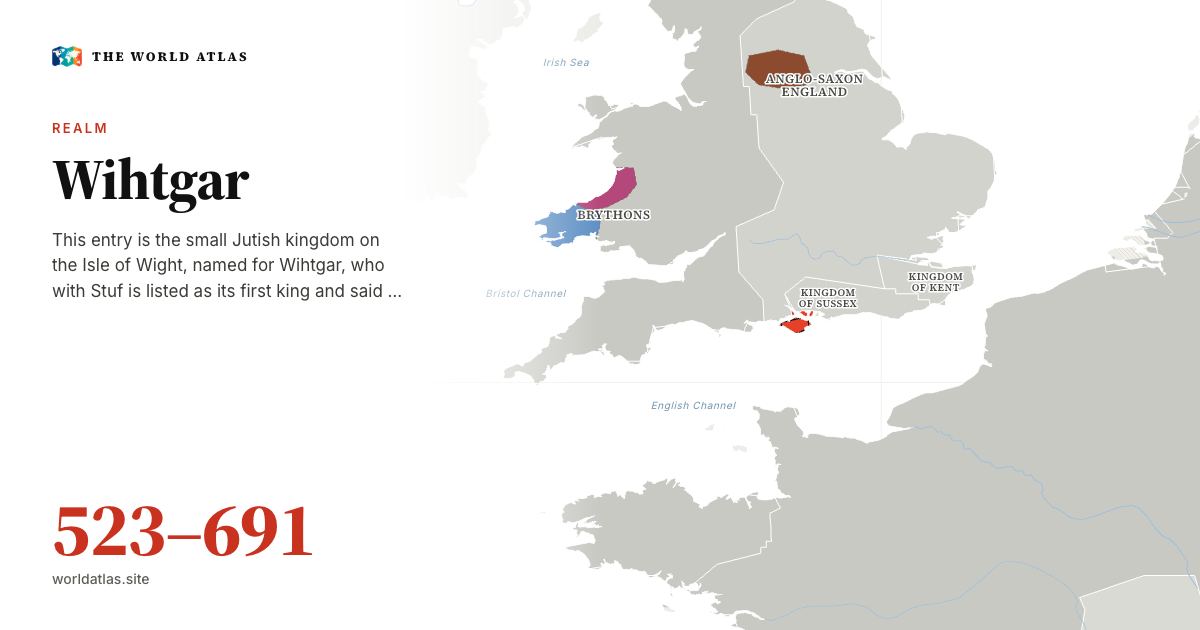 THE WORLD ATLAS
REALM
Wihtgar
This entry is the small Jutish kingdom on
the Isle of Wight, named for Wihtgar, who
with Stuf is listed as its first king and said ...
523–691
worldatlas.site
Irish Sea
ANGLO-SAXON
ENGLAND
BRYTHONS
KINGDOM
OF KENT
Bristol Channel
KINGDOM
OF SUSSEX
English Channel